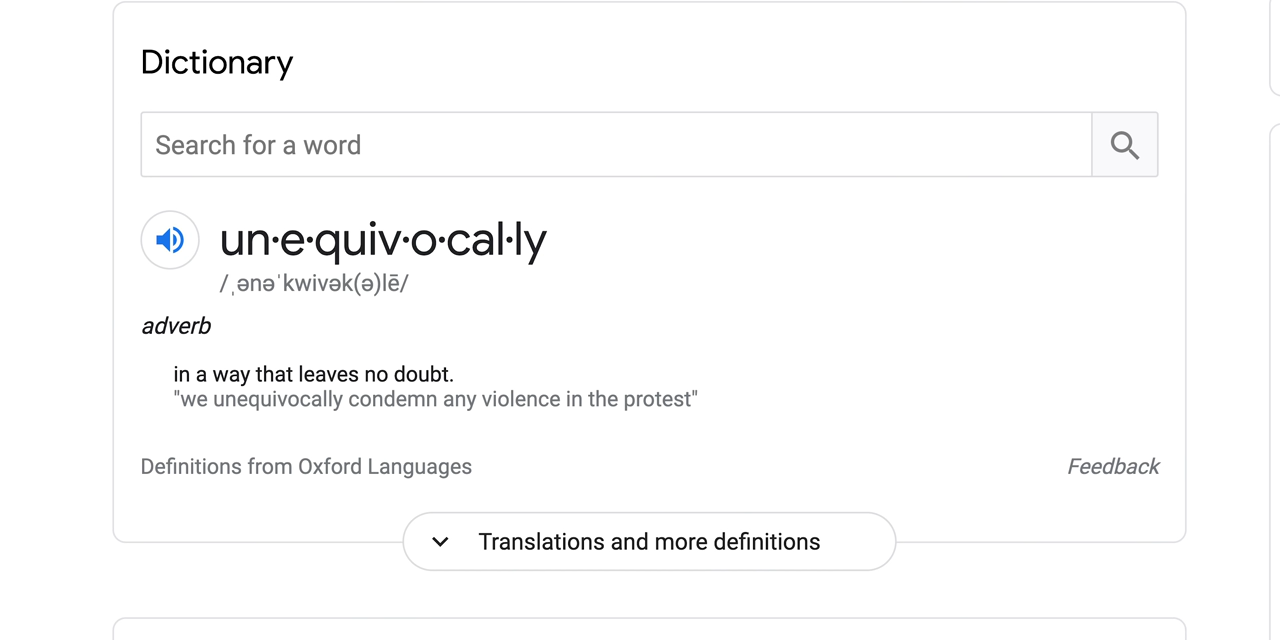 Dictionary
Search for a word
un·e·quiv·o·cal·ly
/ˌənəˈkwivək(ə)lē/
adverb
in a way that leaves no doubt.
"we unequivocally condemn any violence in the protest"
Definitions from Oxford Languages
Feedback
Translations and more definitions